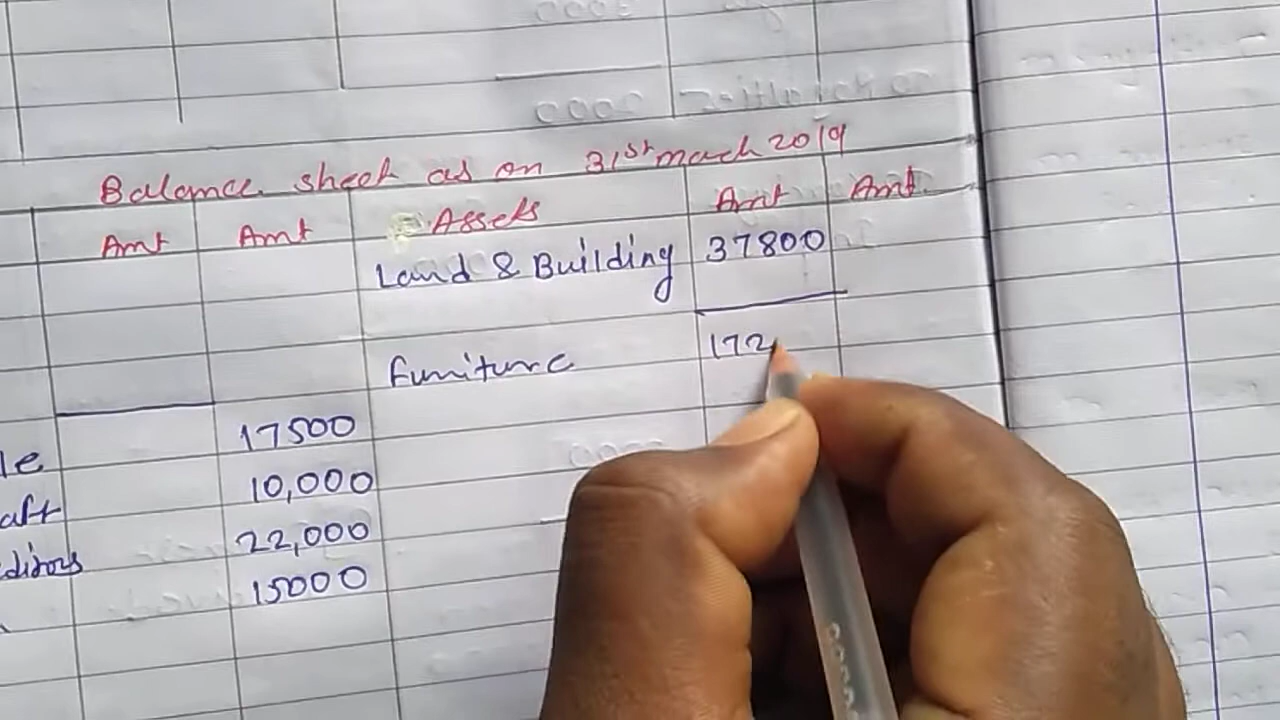 Balance sheet as on 31st march 2019
Amt Amt Assets Amt Amt
Land & Building 37800
Funiture 172
17500
le 10,000
aft 22,000
ditors 15000